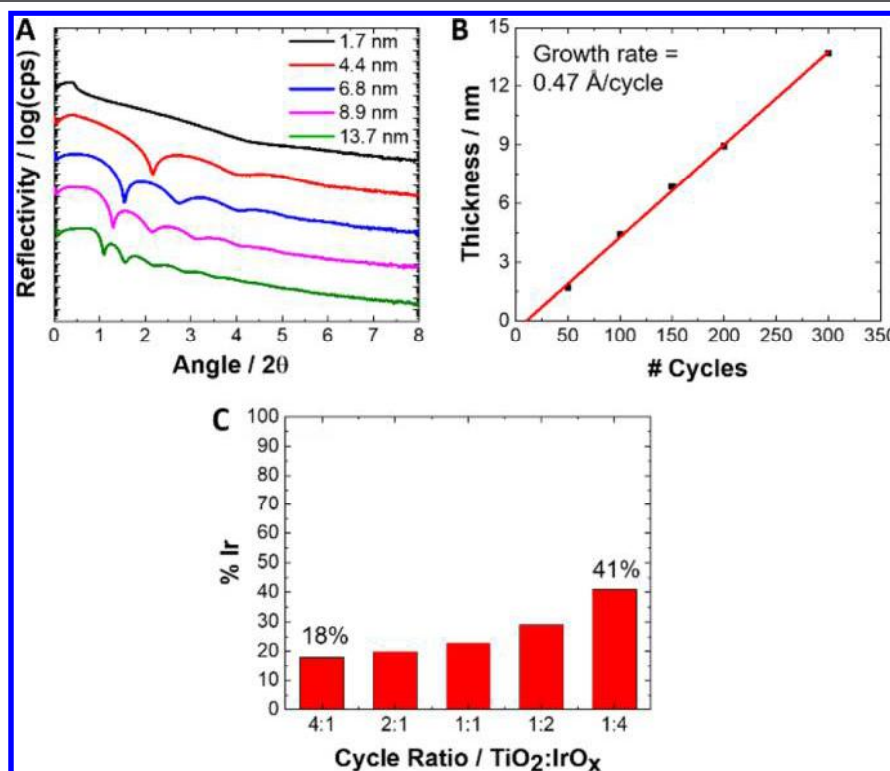 A
Reflectivity / log(cps)
1.7 nm
4.4 nm
6.8 nm
8.9 nm
13.7 nm
0 1 2 3 4 5 6 7 8
Angle / 2θ
B
Growth rate =
0.47 Å/cycle
Thickness / nm
15
12
9
6
3
0
0 50 100 150 200 250 300 350
# Cycles
C
% Ir
100
90
80
70
60
50
40
30
20
10
0
18%
41%
4:1 2:1 1:1 1:2 1:4
Cycle Ratio / TiO₂:IrOₓ